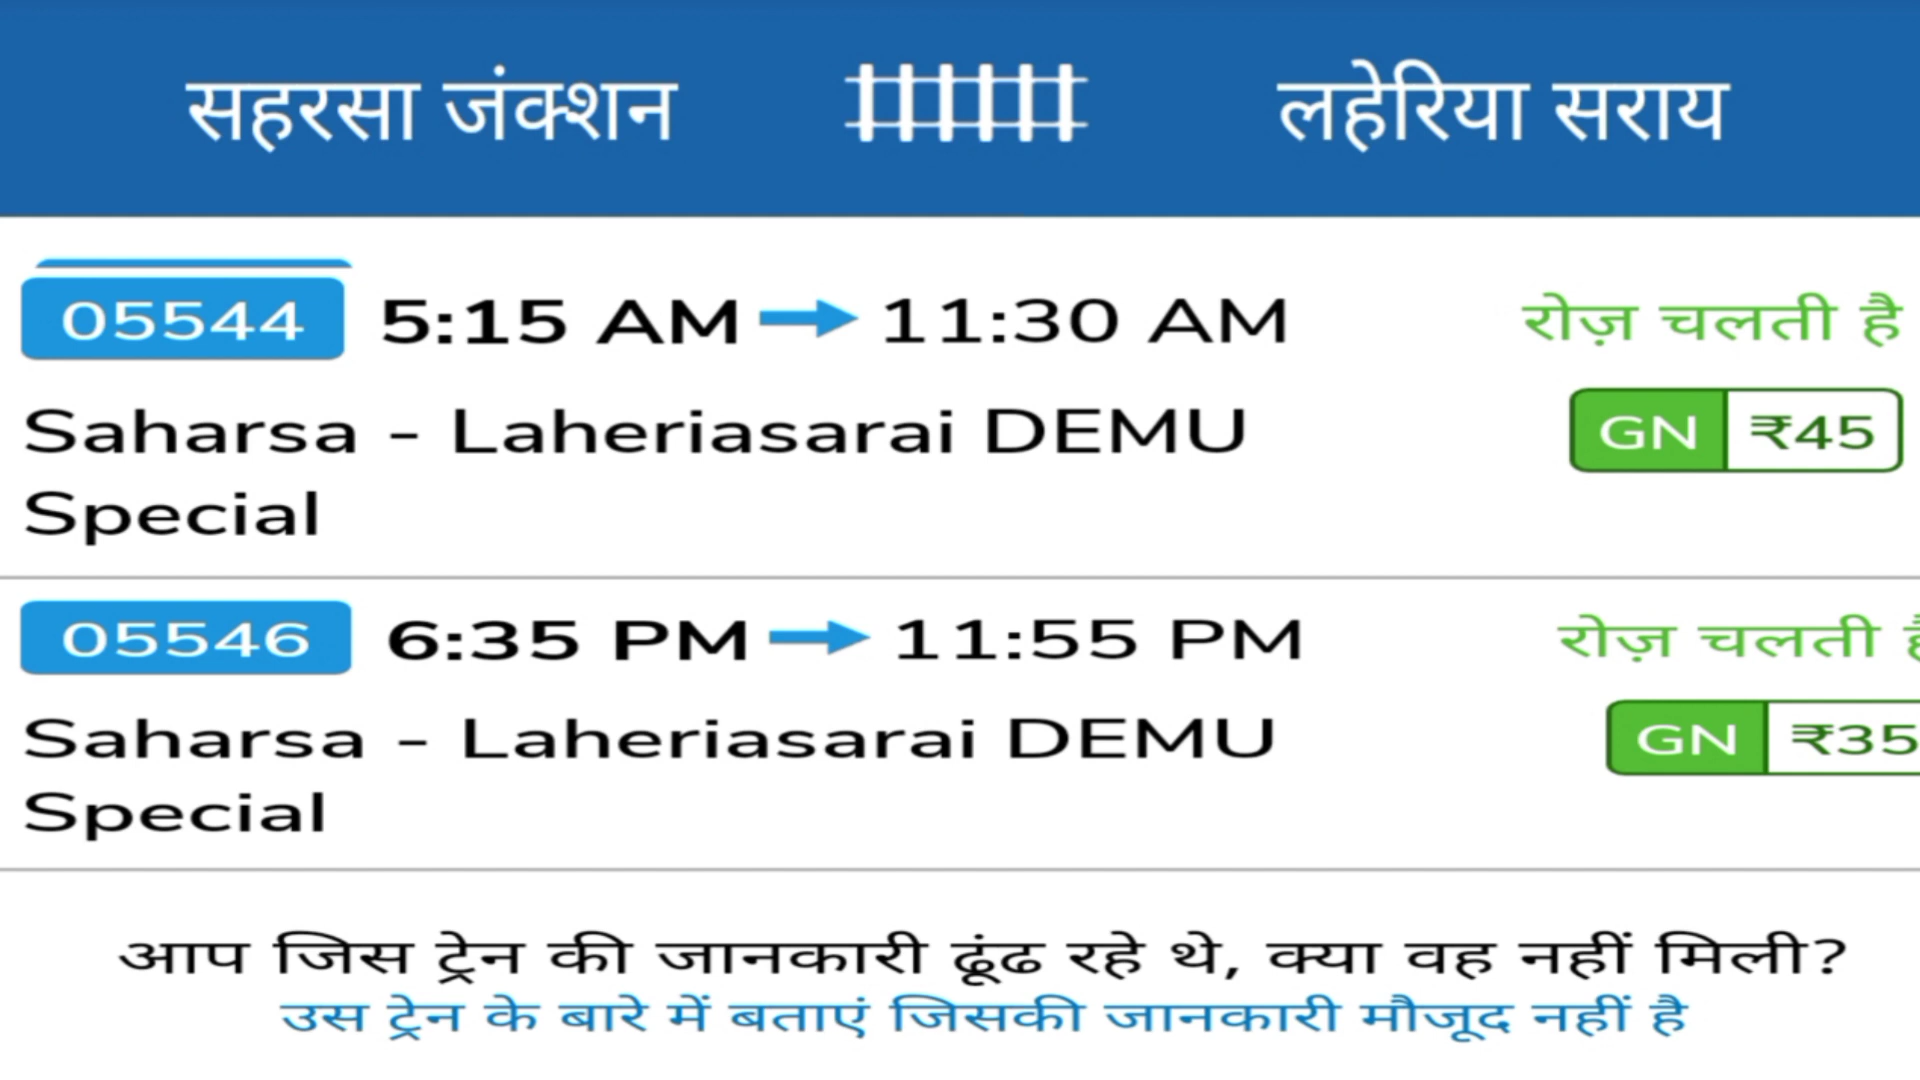 सहरसा जंक्शन लहेरिया सराय
05544 5:15 AM 11:30 AM रोज़ चलती है
Saharsa - Laheriasarai DEMU GN ₹45
Special
05546 6:35 PM 11:55 PM रोज़ चलती है
Saharsa - Laheriasarai DEMU GN ₹35
Special
आप जिस ट्रेन की जानकारी ढूंढ रहे थे, क्या वह नहीं मिली?
उस ट्रेन के बारे में बताएं जिसकी जानकारी मौजूद नहीं है